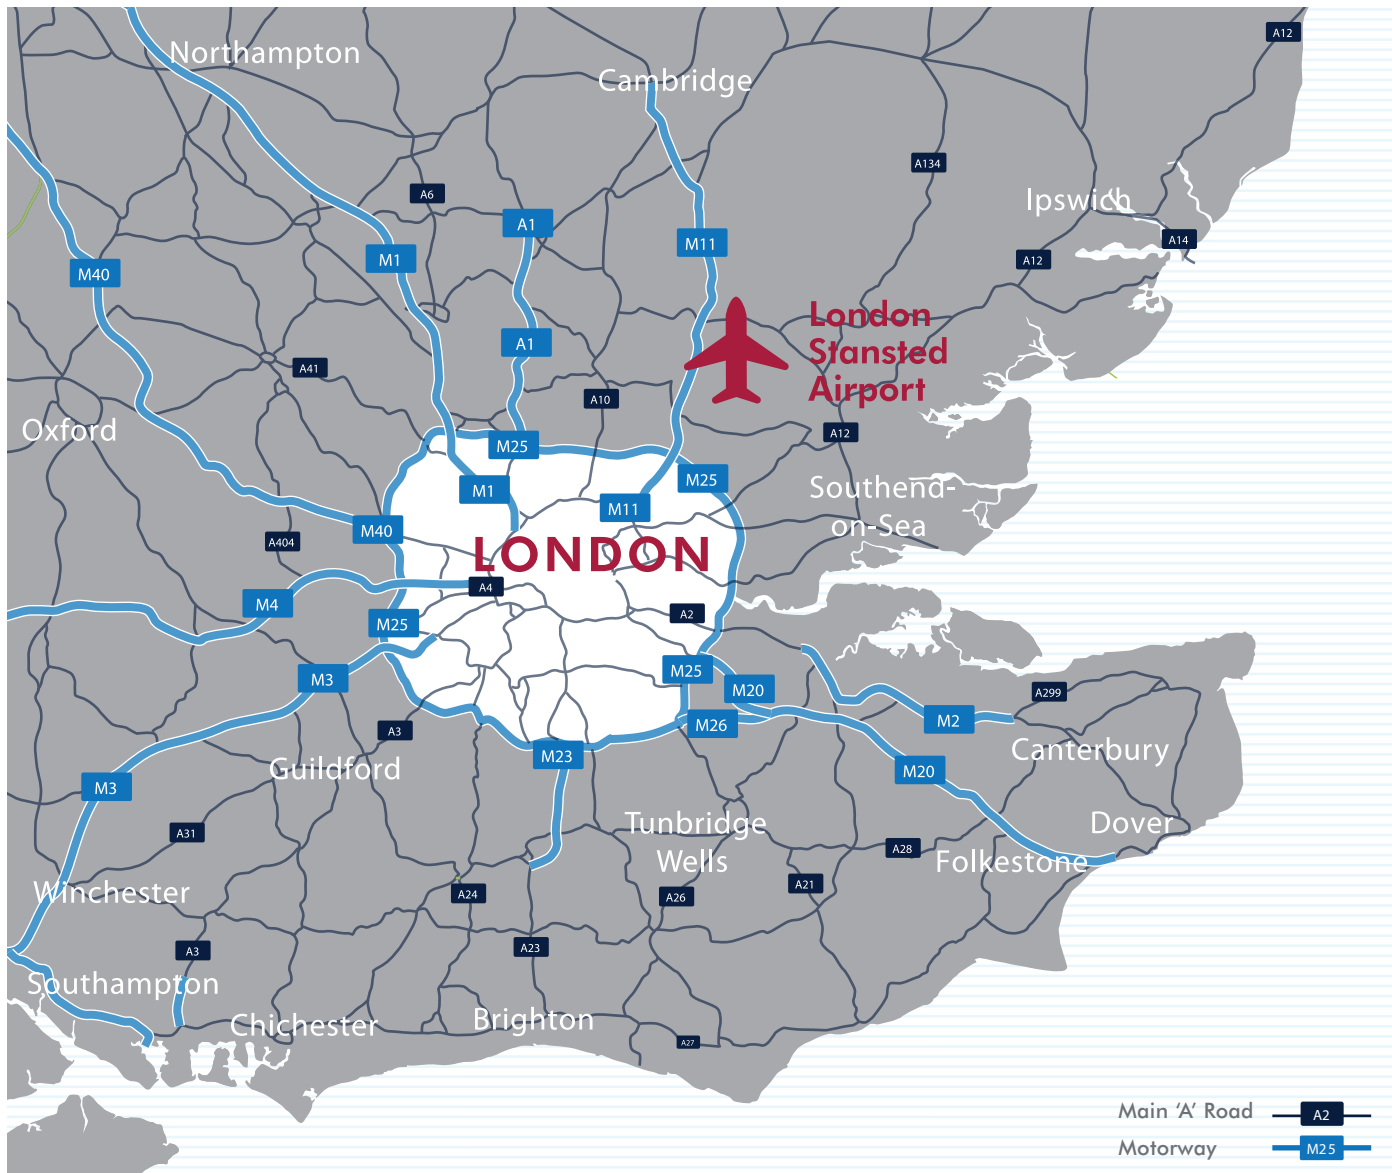 A12
Northampton
Cambridge
A134
A6
Ipswich
A1
A14
M11
M1
A12
M40
London
Stansted
Airport
A1
A41
A10
Oxford
A12
M25
M25
M1
Southend-
on-Sea
M11
M40
A404
LONDON
A4
M4
A2
M25
M25
M3
M20
A299
M2
M26
A3
Canterbury
M23
Guildford
M20
M3
Tunbridge
Wells
Dover
A31
A28
Folkestone
Winchester
A24
A26
A21
A3
A23
Southampton
Brighton
Chichester
A27
Main ‘A’ Road
A2
Motorway
M25